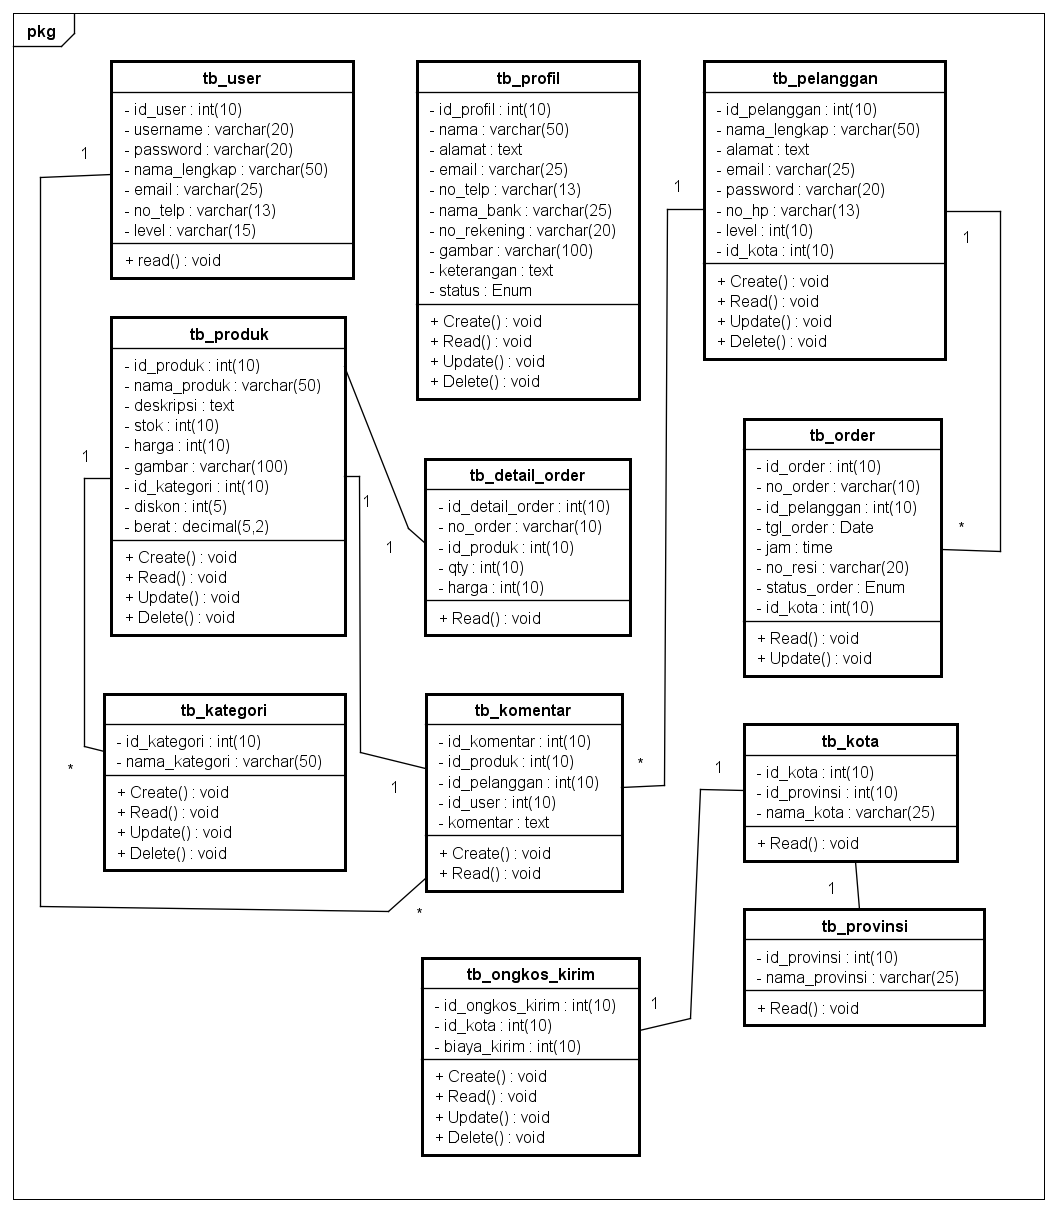 pkg
tb_user
- id_user : int(10)
- username : varchar(20)
- password : varchar(20)
- nama_lengkap : varchar(50)
- email : varchar(25)
- no_telp : varchar(13)
- level : varchar(15)
+ read() : void
1
tb_profil
- id_profil : int(10)
- nama : varchar(50)
- alamat : text
- email : varchar(25)
- no_telp : varchar(13)
- nama_bank : varchar(25)
- no_rekening : varchar(20)
- gambar : varchar(100)
- keterangan : text
- status : Enum
+ Create() : void
+ Read() : void
+ Update() : void
+ Delete() : void
tb_pelanggan
- id_pelanggan : int(10)
- nama_lengkap : varchar(50)
- alamat : text
- email : varchar(25)
- password : varchar(20)
- no_hp : varchar(13)
- level : int(10)
- id_kota : int(10)
+ Create() : void
+ Read() : void
+ Update() : void
+ Delete() : void
1
1
tb_produk
- id_produk : int(10)
- nama_produk : varchar(50)
- deskripsi : text
- stok : int(10)
- harga : int(10)
- gambar : varchar(100)
- id_kategori : int(10)
- diskon : int(5)
- berat : decimal(5,2)
+ Create() : void
+ Read() : void
+ Update() : void
+ Delete() : void
1
1
tb_detail_order
- id_detail_order : int(10)
- no_order : varchar(10)
- id_produk : int(10)
- qty : int(10)
- harga : int(10)
+ Read() : void
1
tb_order
- id_order : int(10)
- no_order : varchar(10)
- id_pelanggan : int(10)
- tgl_order : Date
- jam : time
- no_resi : varchar(20)
- status_order : Enum
- id_kota : int(10)
+ Read() : void
+ Update() : void
*
tb_kategori
- id_kategori : int(10)
- nama_kategori : varchar(50)
+ Create() : void
+ Read() : void
+ Update() : void
+ Delete() : void
*
tb_komentar
- id_komentar : int(10)
- id_produk : int(10)
- id_pelanggan : int(10)
- id_user : int(10)
- komentar : text
+ Create() : void
+ Read() : void
1
*
*
tb_kota
- id_kota : int(10)
- id_provinsi : int(10)
- nama_kota : varchar(25)
+ Read() : void
1
1
tb_provinsi
- id_provinsi : int(10)
- nama_provinsi : varchar(25)
+ Read() : void
tb_ongkos_kirim
- id_ongkos_kirim : int(10)
- id_kota : int(10)
- biaya_kirim : int(10)
+ Create() : void
+ Read() : void
+ Update() : void
+ Delete() : void
1